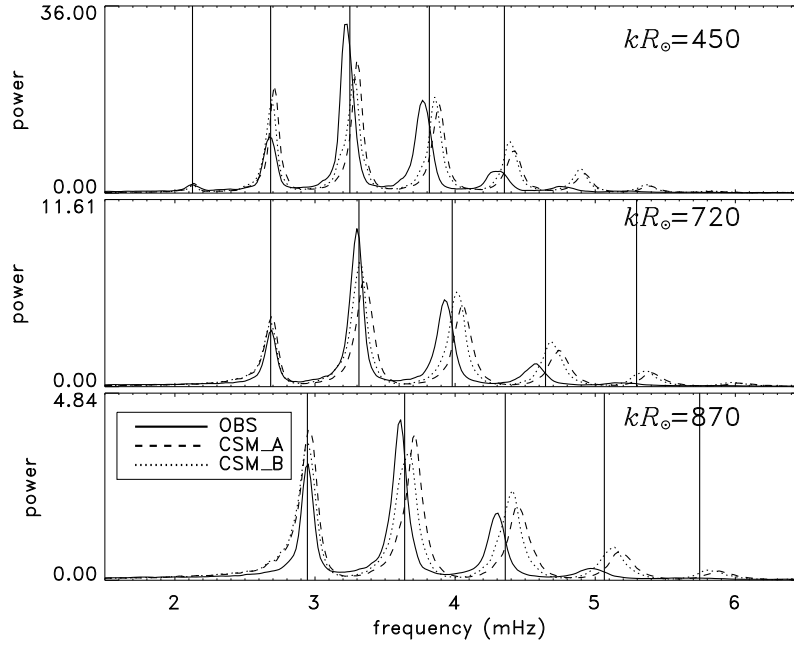 36.00
kR☉=450
power
0.00
11.61
kR☉=720
power
0.00
4.84
kR☉=870
OBS
CSM_A
CSM_B
power
0.00
2 3 4 5 6
frequency (mHz)